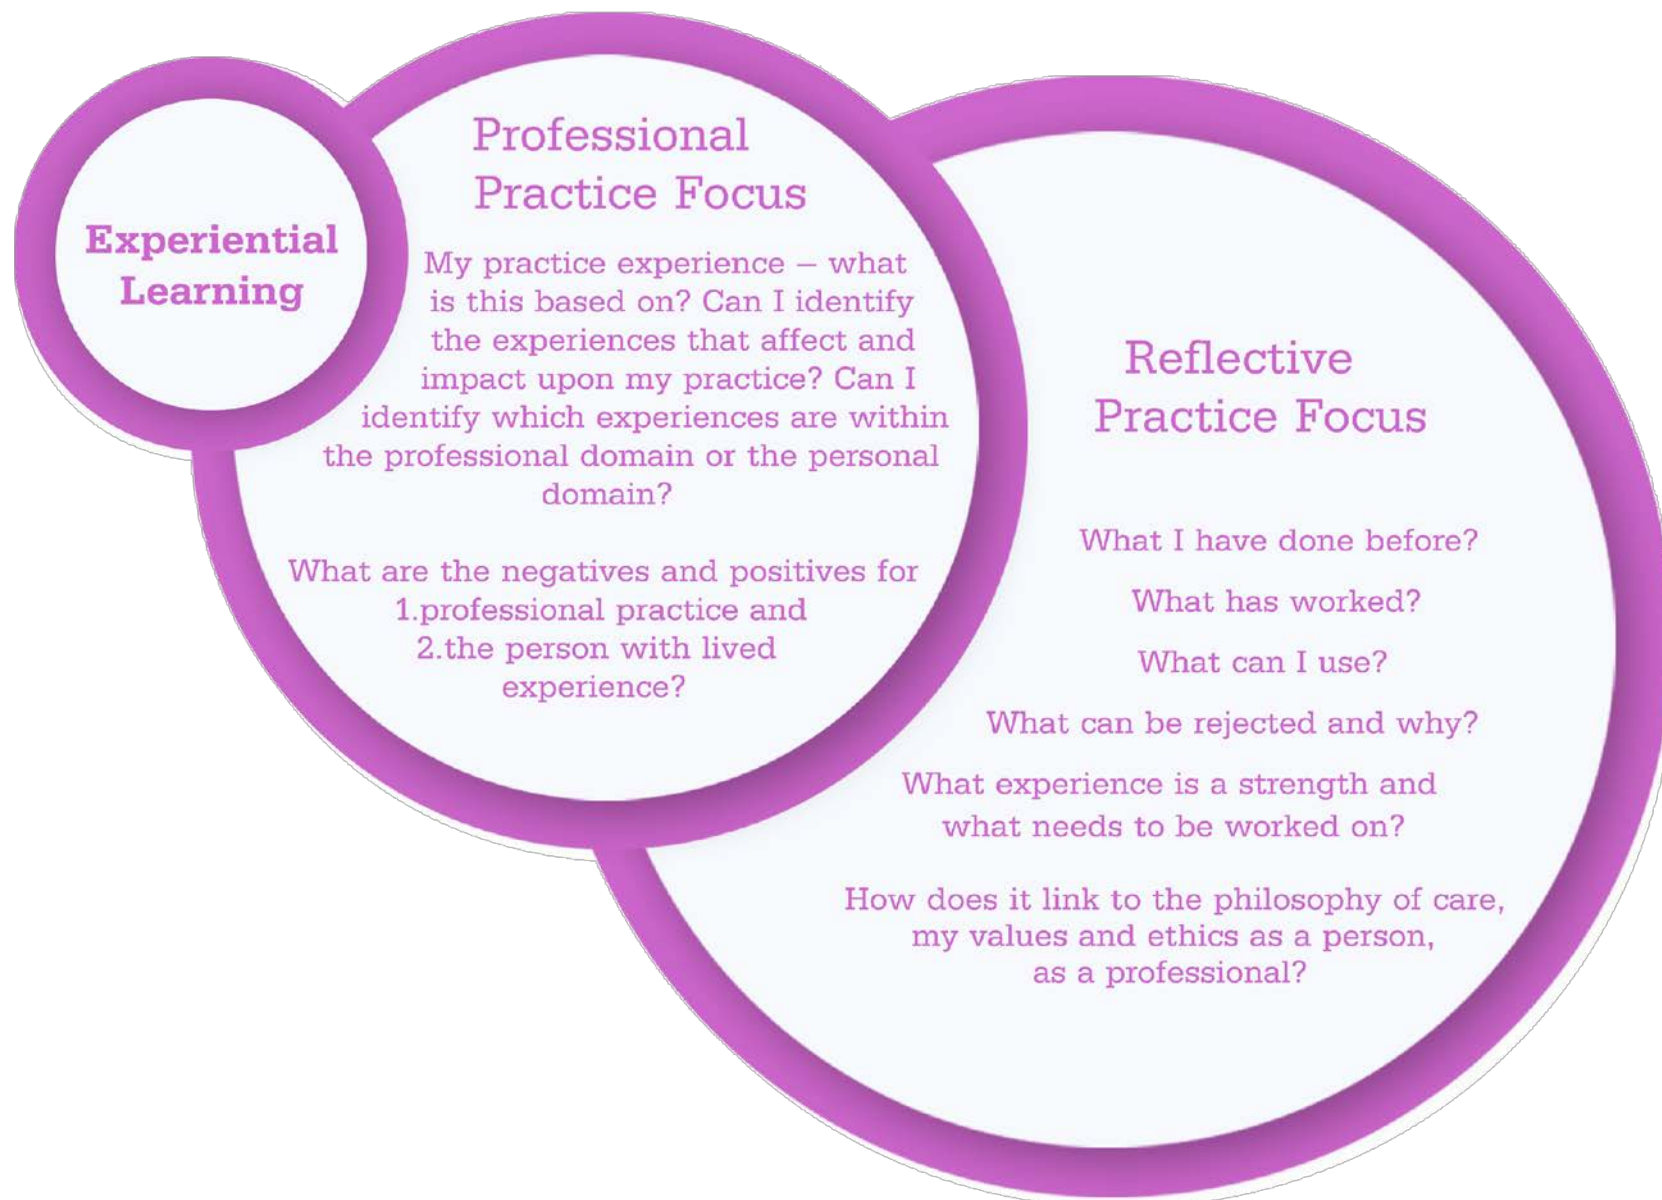 Experiential
Learning
Professional
Practice Focus
My practice experience – what
is this based on? Can I identify
the experiences that affect and
impact upon my practice? Can I
identify which experiences are within
the professional domain or the personal
domain?
What are the negatives and positives for
1.professional practice and
2.the person with lived
experience?
Reflective
Practice Focus
What I have done before?
What has worked?
What can I use?
What can be rejected and why?
What experience is a strength and
what needs to be worked on?
How does it link to the philosophy of care,
my values and ethics as a person,
as a professional?